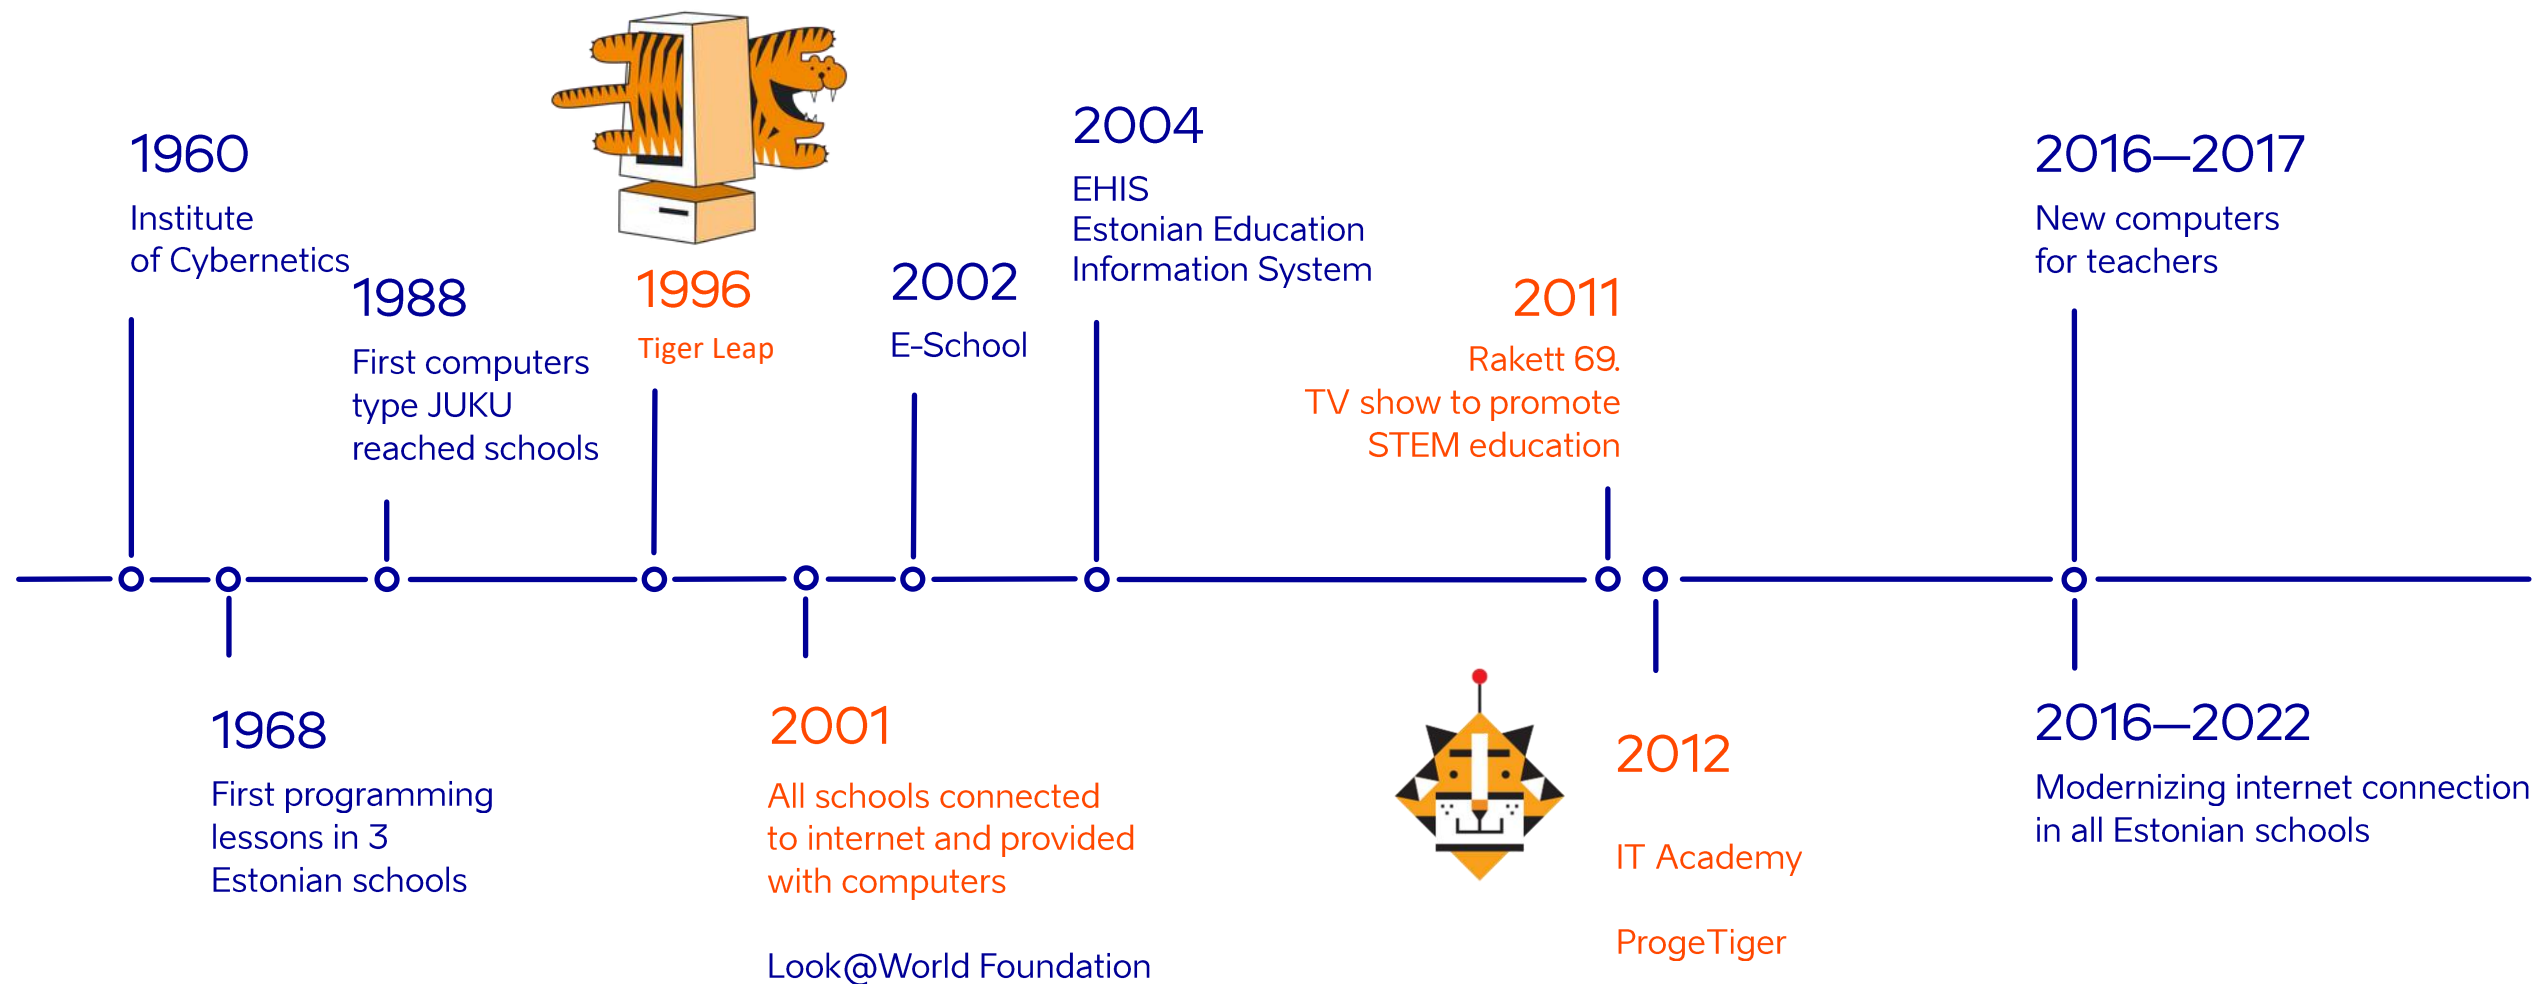 1960
Institute
of Cybernetics
1988
First computers
type JUKU
reached schools
1996
Tiger Leap
2002
E-School
2004
EHIS
Estonian Education
Information System
2011
Rakett 69.
TV show to promote
STEM education
2016—2017
New computers
for teachers
1968
First programming
lessons in 3
Estonian schools
2001
All schools connected
to internet and provided
with computers
Look@World Foundation
2012
IT Academy
ProgeTiger
2016—2022
Modernizing internet connection
in all Estonian schools